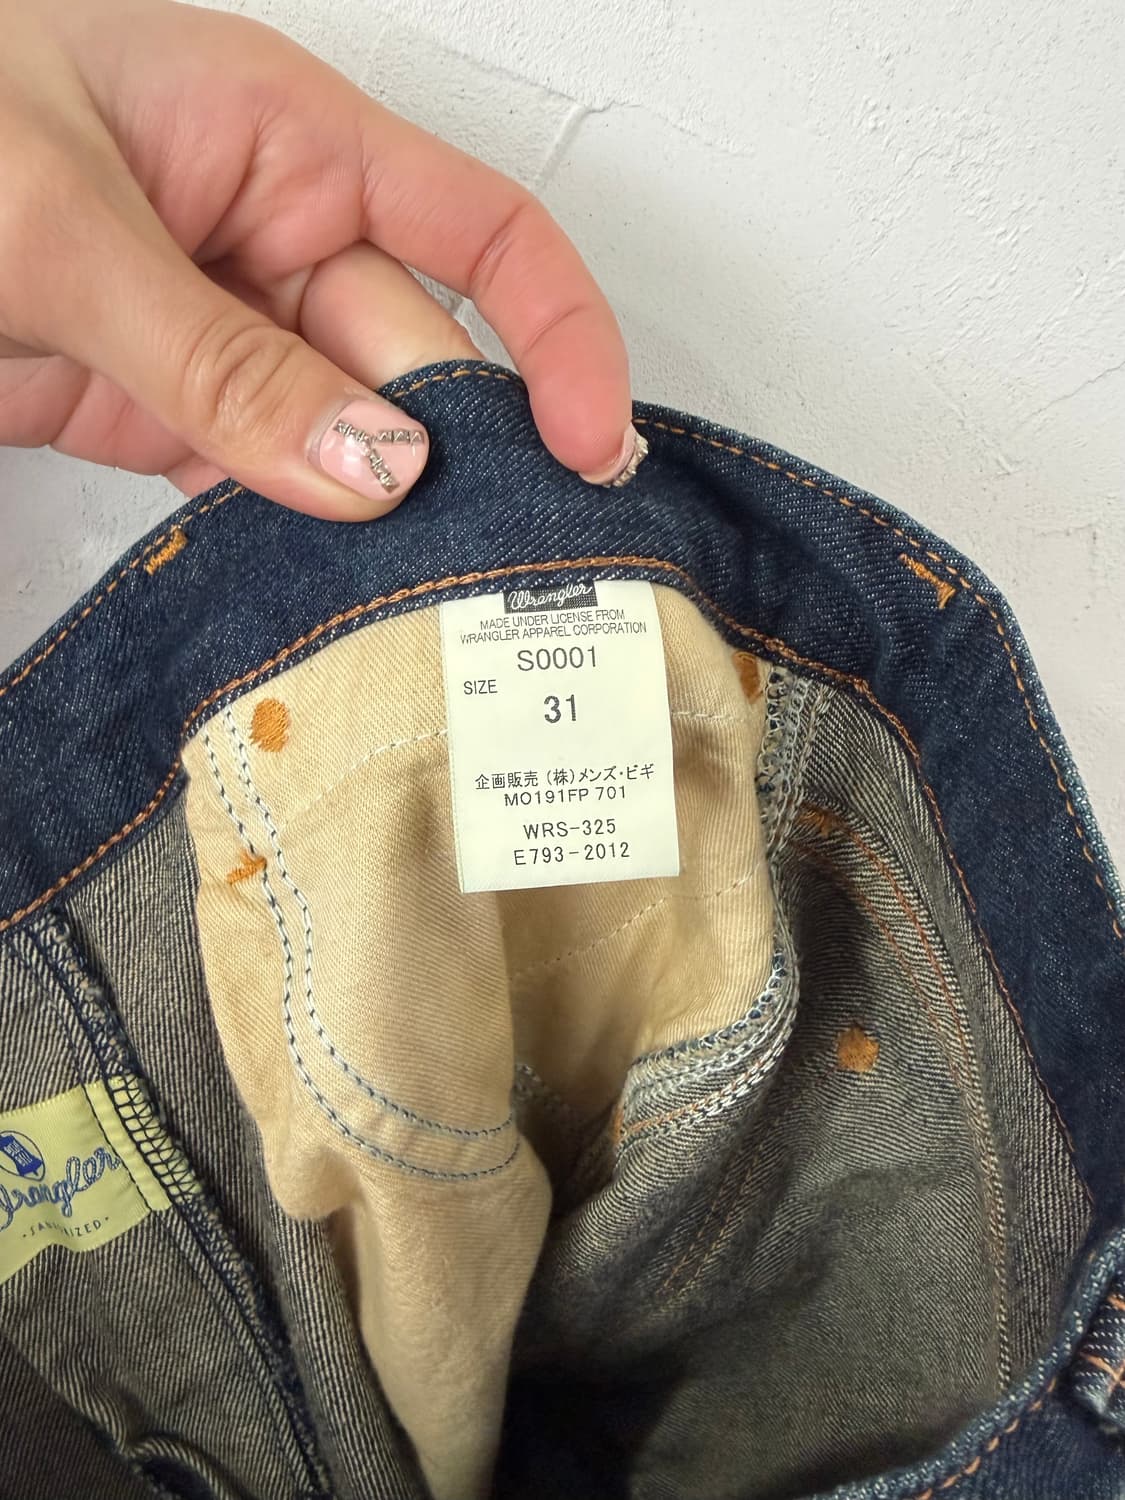 Wrangler
MADE UNDER LICENSE FROM
WRANGLER APPAREL CORPORATION
S0001
SIZE
31
企画販売 (株)メンズ・ビギ
MO191FP 701
WRS-325
E793-2012
Wrangler